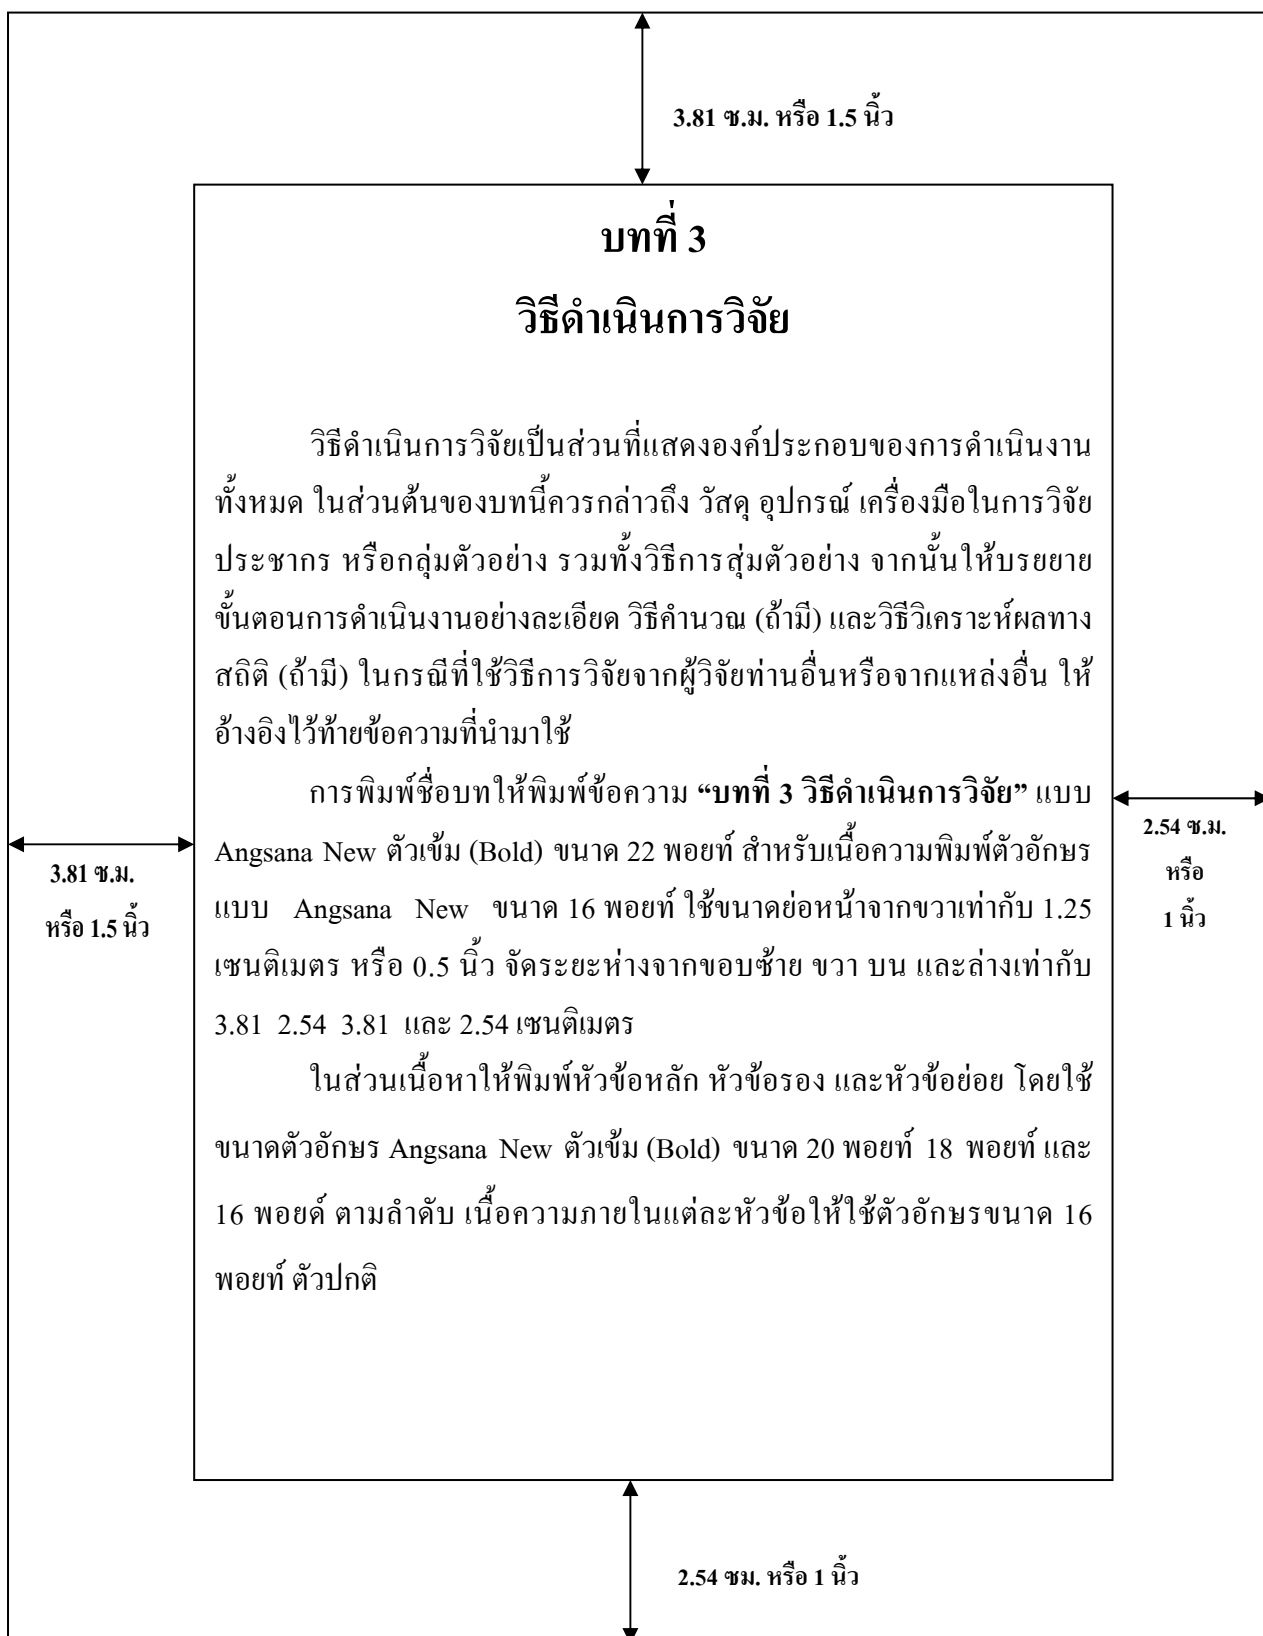 3.81 ซ.ม. หรือ 1.5 นิ้ว
บทที่ 3
วิธีดำเนินการวิจัย
วิธีดำเนินการวิจัยเป็นส่วนที่แสดงองค์ประกอบของการดำเนินงาน
ทั้งหมด ในส่วนต้นของบทนี้ควรกล่าวถึง วัสดุ อุปกรณ์ เครื่องมือในการวิจัย
ประชากร หรือกลุ่มตัวอย่าง รวมทั้งวิธีการสุ่มตัวอย่าง จากนั้นให้บรยยาย
ขั้นตอนการดำเนินงานอย่างละเอียด วิธีคำนวณ (ถ้ามี) และวิธีวิเคราะห์ผลทาง
สถิติ (ถ้ามี) ในกรณีที่ใช้วิธีการวิจัยจากผู้วิจัยท่านอื่นหรือจากแหล่งอื่น ให้
อ้างอิงไว้ท้ายข้อความที่นำมาใช้
การพิมพ์ชื่อบทให้พิมพ์ข้อความ “บทที่ 3 วิธีดำเนินการวิจัย” แบบ
Angsana New ตัวเข้ม (Bold) ขนาด 22 พอยท์ สำหรับเนื้อความพิมพ์ตัวอักษร
แบบ Angsana New ขนาด 16 พอยท์ ใช้ขนาดย่อหน้าจากขวาเท่ากับ 1.25
เซนติเมตร หรือ 0.5 นิ้ว จัดระยะห่างจากขอบซ้าย ขวา บน และล่างเท่ากับ
3.81 2.54 3.81 และ 2.54 เซนติเมตร
ในส่วนเนื้อหาให้พิมพ์หัวข้อหลัก หัวข้อรอง และหัวข้อย่อย โดยใช้
ขนาดตัวอักษร Angsana New ตัวเข้ม (Bold) ขนาด 20 พอยท์ 18 พอยท์ และ
16 พอยด์ ตามลำดับ เนื้อความภายในแต่ละหัวข้อให้ใช้ตัวอักษรขนาด 16
พอยท์ ตัวปกติ
3.81 ซ.ม.
หรือ 1.5 นิ้ว
2.54 ซ.ม.
หรือ
1 นิ้ว
2.54 ซม. หรือ 1 นิ้ว